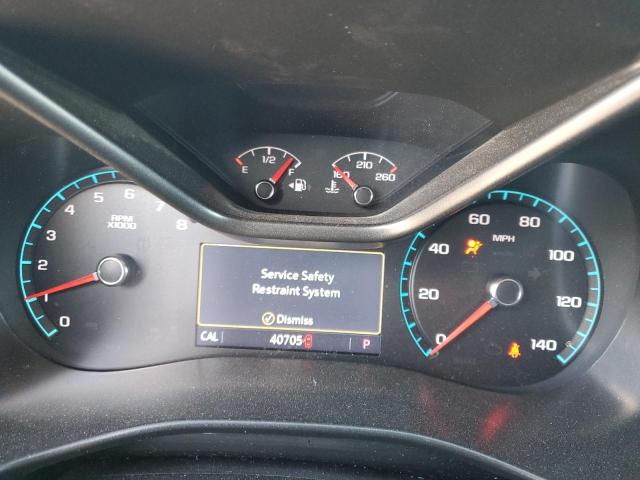 E 1/2 F
160 210 260
0 1 2 3 4 5 6 7 8
RPM
X1000
Service Safety
Restraint System
Dismiss
CAL 40705 P
0 20 40 60 80 100 120 140
MPH